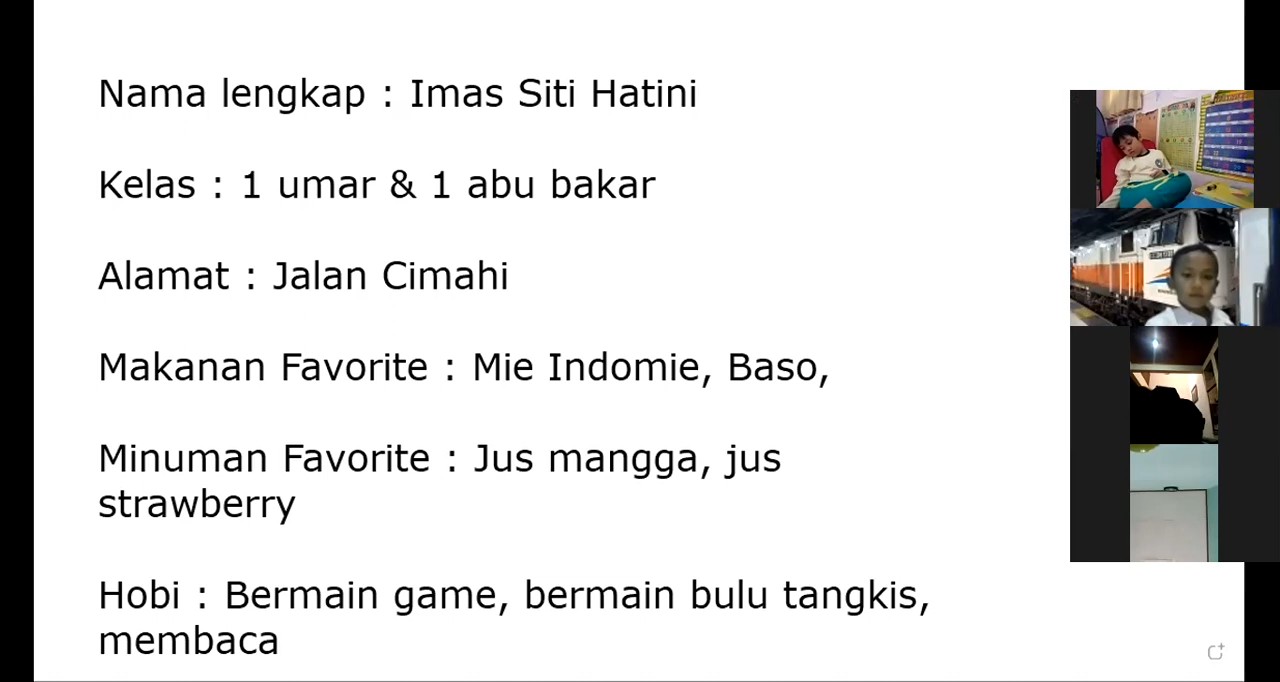 Nama lengkap : Imas Siti Hatini
Kelas : 1 umar & 1 abu bakar
Alamat : Jalan Cimahi
Makanan Favorite : Mie Indomie, Baso,
Minuman Favorite : Jus mangga, jus
strawberry
Hobi : Bermain game, bermain bulu tangkis,
membaca